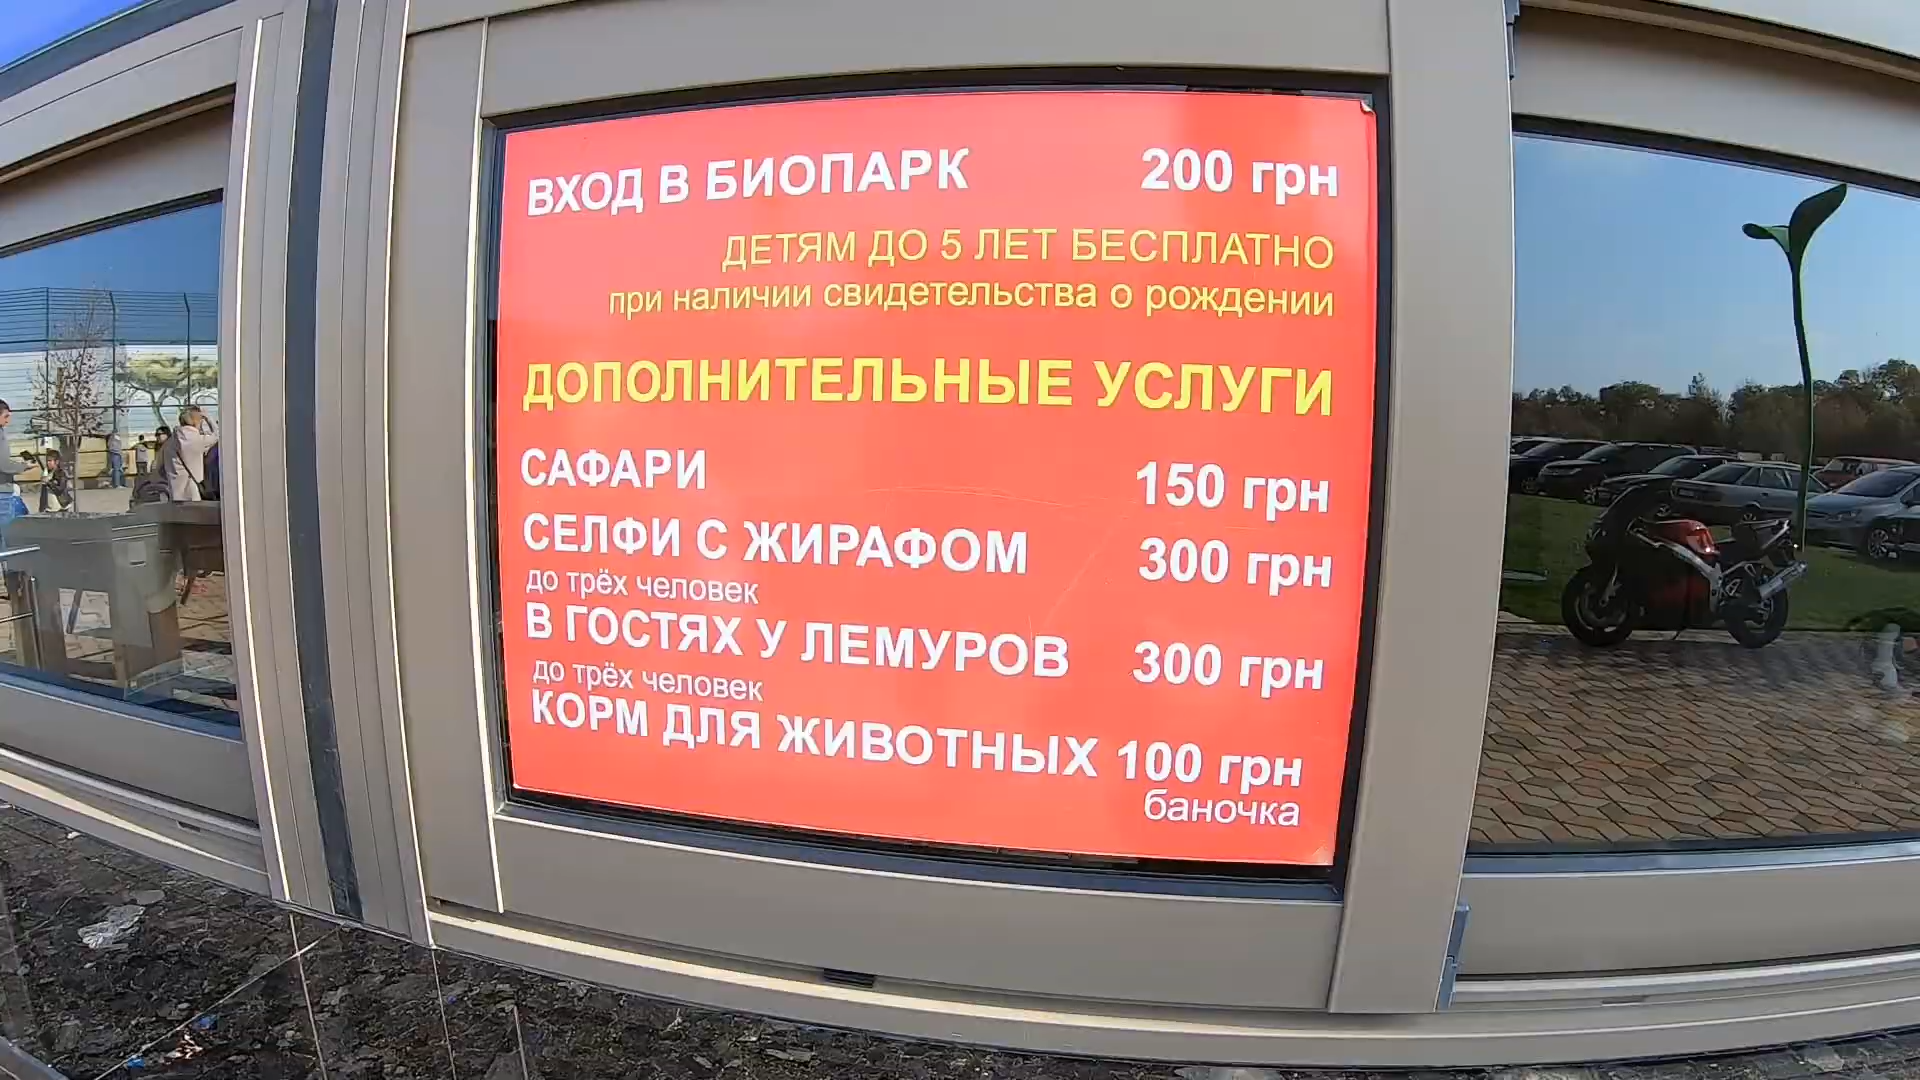 ВХОД В БИОПАРК 200 грн
ДЕТЯМ ДО 5 ЛЕТ БЕСПЛАТНО
при наличии свидетельства о рождении
ДОПОЛНИТЕЛЬНЫЕ УСЛУГИ
САФАРИ 150 грн
СЕЛФИ С ЖИРАФОМ 300 грн
до трёх человек
В ГОСТЯХ У ЛЕМУРОВ 300 грн
до трёх человек
КОРМ ДЛЯ ЖИВОТНЫХ 100 грн
баночка